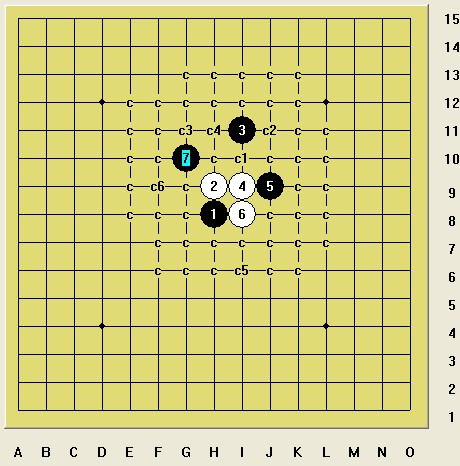 15
14
c c c c c 13
c c c c c c c 12
c c c3 c4 3 c2 c c 11
c c 7 c c1 c c c 10
c c6 c 2 4 5 c c 9
c c c 1 6 c c c 8
c c c c c c c 7
c c c c5 c c 6
5
4
3
2
1
A B C D E F G H I J K L M N O